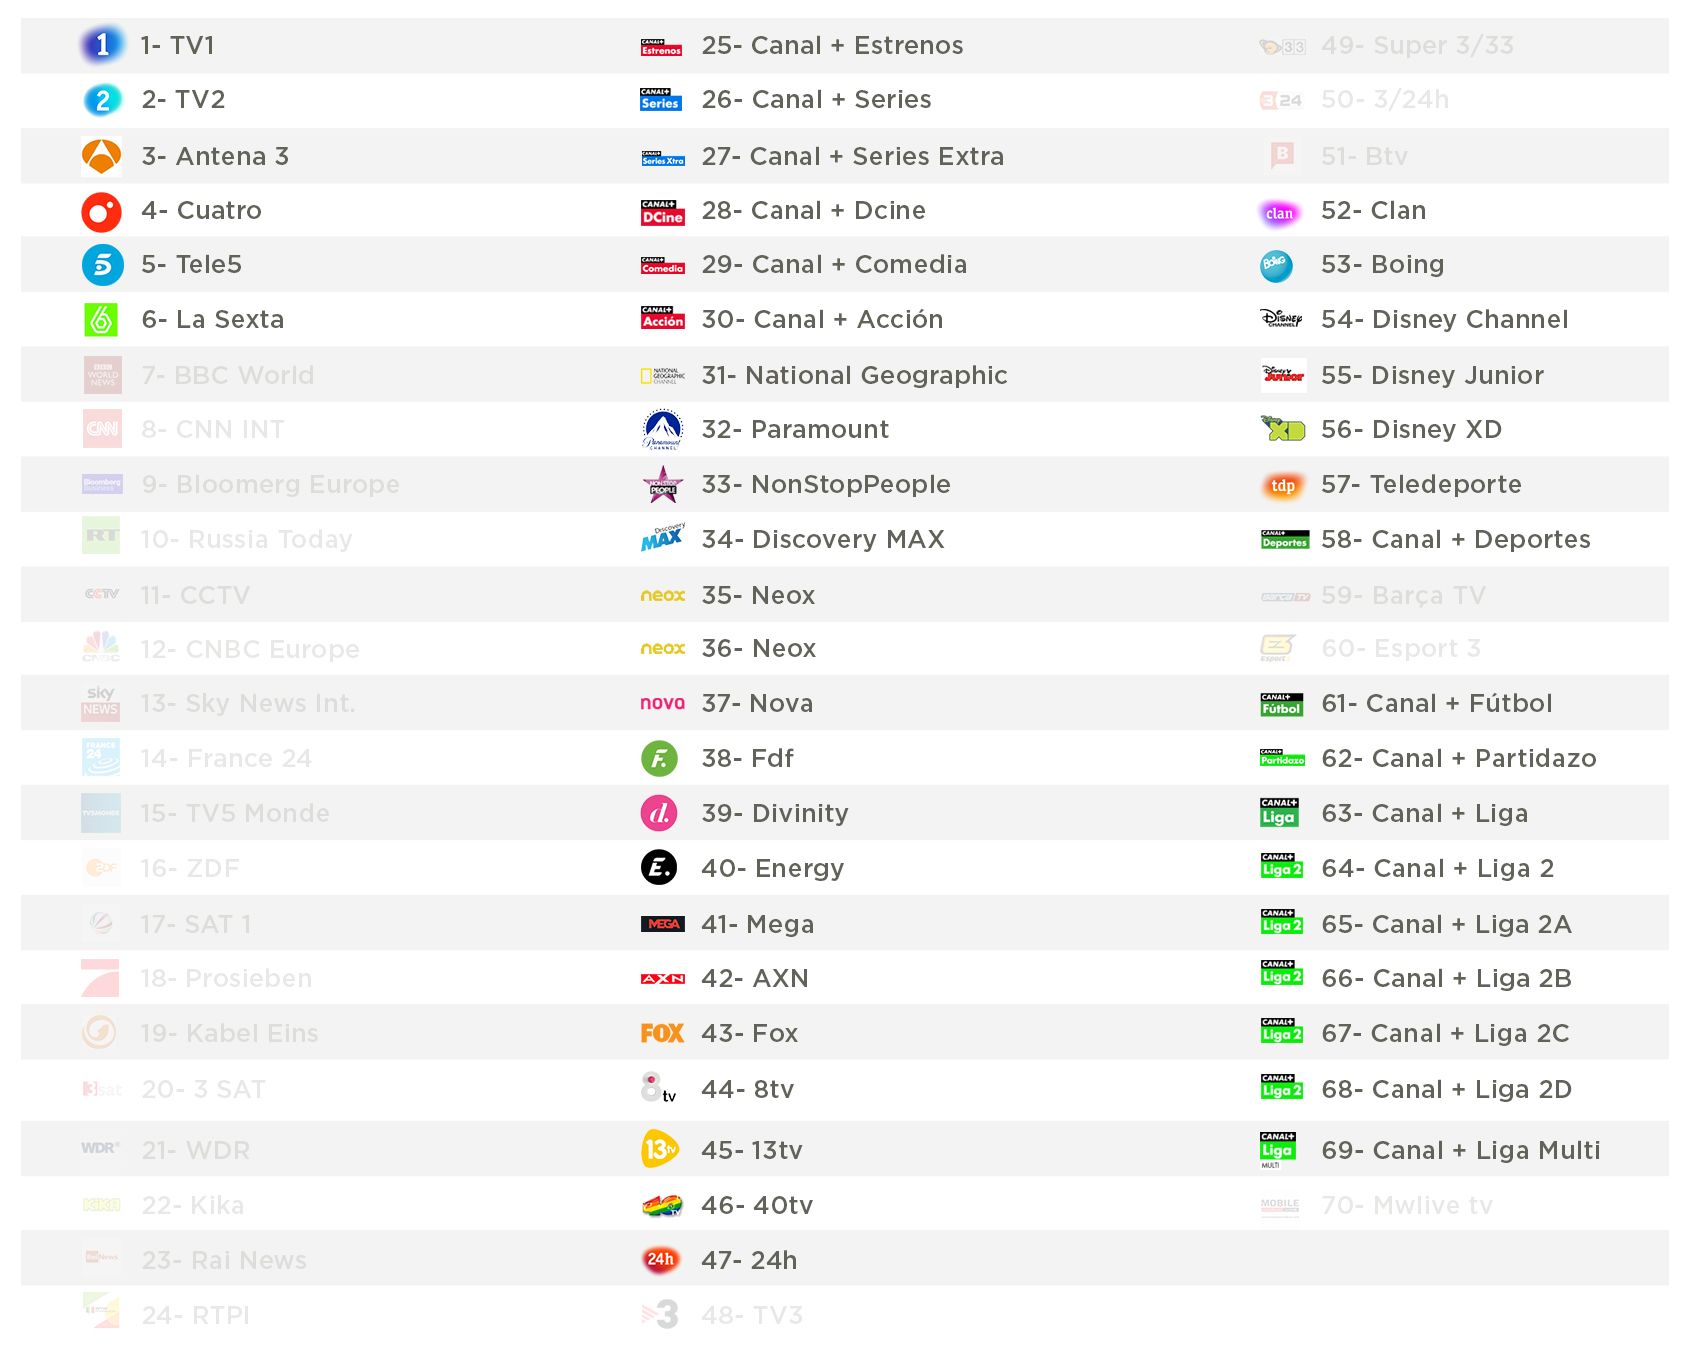 1- TV1
2- TV2
3- Antena 3
4- Cuatro
5- Tele5
6- La Sexta
7- BBC World
8- CNN INT
9- Bloomerg Europe
10- Russia Today
11- CCTV
12- CNBC Europe
13- Sky News Int.
14- France 24
15- TV5 Monde
16- ZDF
17- SAT 1
18- Prosieben
19- Kabel Eins
20- 3 SAT
21- WDR
22- Kika
23- Rai News
24- RTPI
25- Canal + Estrenos
26- Canal + Series
27- Canal + Series Extra
28- Canal + Dcine
29- Canal + Comedia
30- Canal + Acción
31- National Geographic
32- Paramount
33- NonStopPeople
34- Discovery MAX
35- Neox
36- Neox
37- Nova
38- Fdf
39- Divinity
40- Energy
41- Mega
42- AXN
43- Fox
44- 8tv
45- 13tv
46- 40tv
47- 24h
48- TV3
49- Super 3/33
50- 3/24h
51- Btv
52- Clan
53- Boing
54- Disney Channel
55- Disney Junior
56- Disney XD
57- Teledeporte
58- Canal + Deportes
59- Barça TV
60- Esport 3
61- Canal + Fútbol
62- Canal + Partidazo
63- Canal + Liga
64- Canal + Liga 2
65- Canal + Liga 2A
66- Canal + Liga 2B
67- Canal + Liga 2C
68- Canal + Liga 2D
69- Canal + Liga Multi
70- Mwlive tv